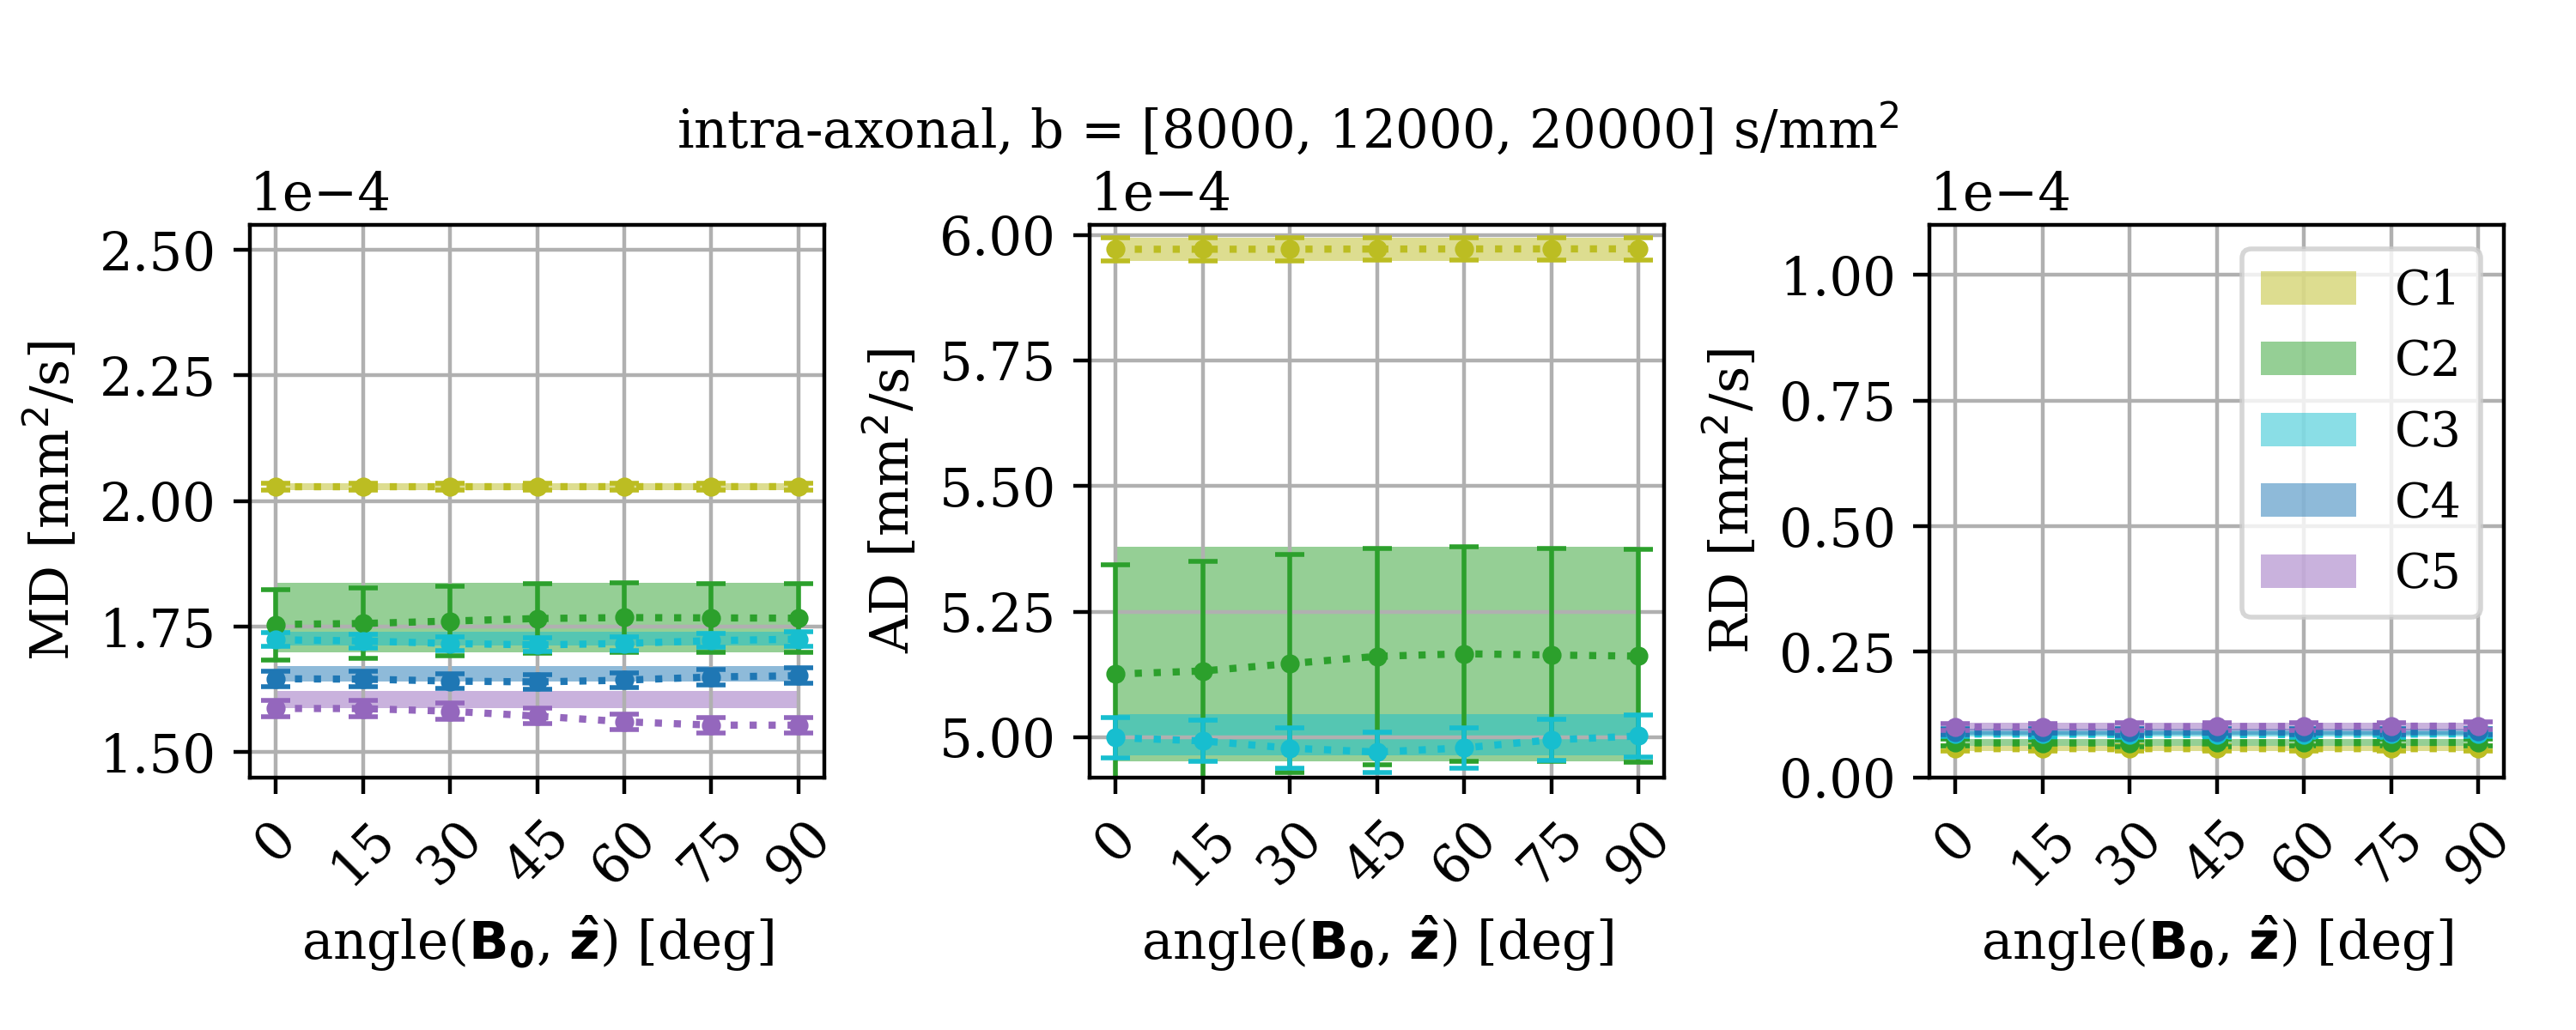 intra-axonal, b = [8000, 12000, 20000] s/mm²
1e−4
2.50
2.25
2.00
1.75
1.50
MD [mm²/s]
0 15 30 45 60 75 90
angle(B₀, ẑ) [deg]
1e−4
6.00
5.75
5.50
5.25
5.00
AD [mm²/s]
0 15 30 45 60 75 90
angle(B₀, ẑ) [deg]
1e−4
1.00
0.75
0.50
0.25
0.00
RD [mm²/s]
0 15 30 45 60 75 90
angle(B₀, ẑ) [deg]
C1
C2
C3
C4
C5